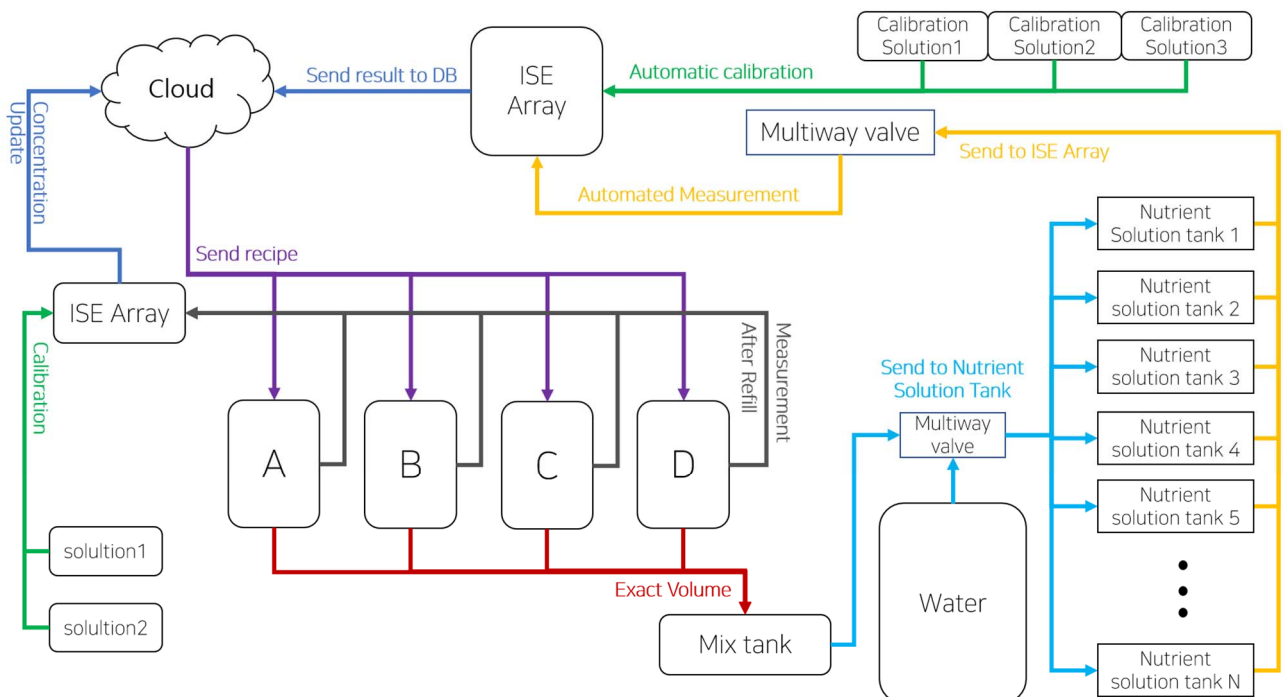 Calibration
Solution1
Calibration
Solution2
Calibration
Solution3
Cloud
Send result to DB
ISE
Array
Automatic calibration
Concentration
Update
Multiway valve
Send to ISE Array
Automated Measurement
Send recipe
Nutrient
Solution tank 1
Nutrient
solution tank 2
Nutrient
solution tank 3
Nutrient
solution tank 4
Nutrient
solution tank 5
Nutrient
solution tank N
ISE Array
Calibration
Measurement
After Refill
Send to Nutrient
Solution Tank
Multiway
valve
A
B
C
D
solultion1
solultion2
Exact Volume
Mix tank
Water